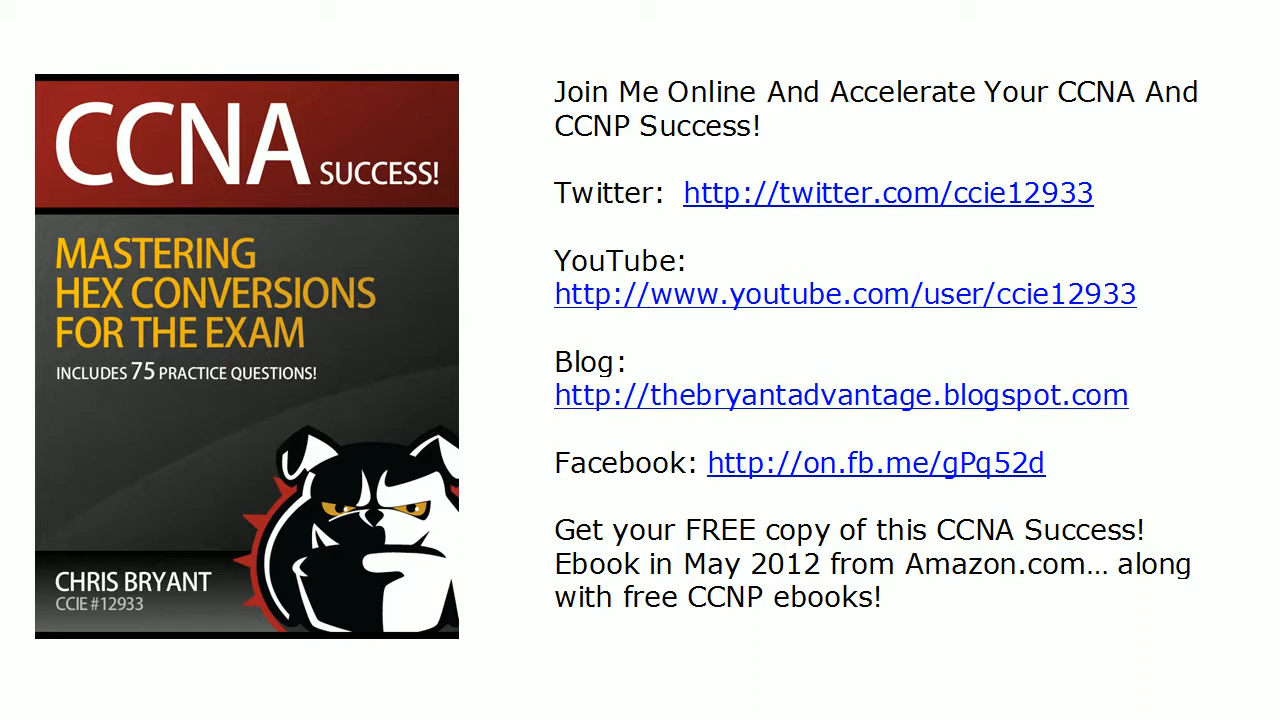 CCNA SUCCESS!
MASTERING
HEX CONVERSIONS
FOR THE EXAM
INCLUDES 75 PRACTICE QUESTIONS!
CHRIS BRYANT
CCIE #12933
Join Me Online And Accelerate Your CCNA And
CCNP Success!
Twitter:  http://twitter.com/ccie12933
YouTube:
http://www.youtube.com/user/ccie12933
Blog:
http://thebryantadvantage.blogspot.com
Facebook: http://on.fb.me/gPq52d
Get your FREE copy of this CCNA Success!
Ebook in May 2012 from Amazon.com… along
with free CCNP ebooks!